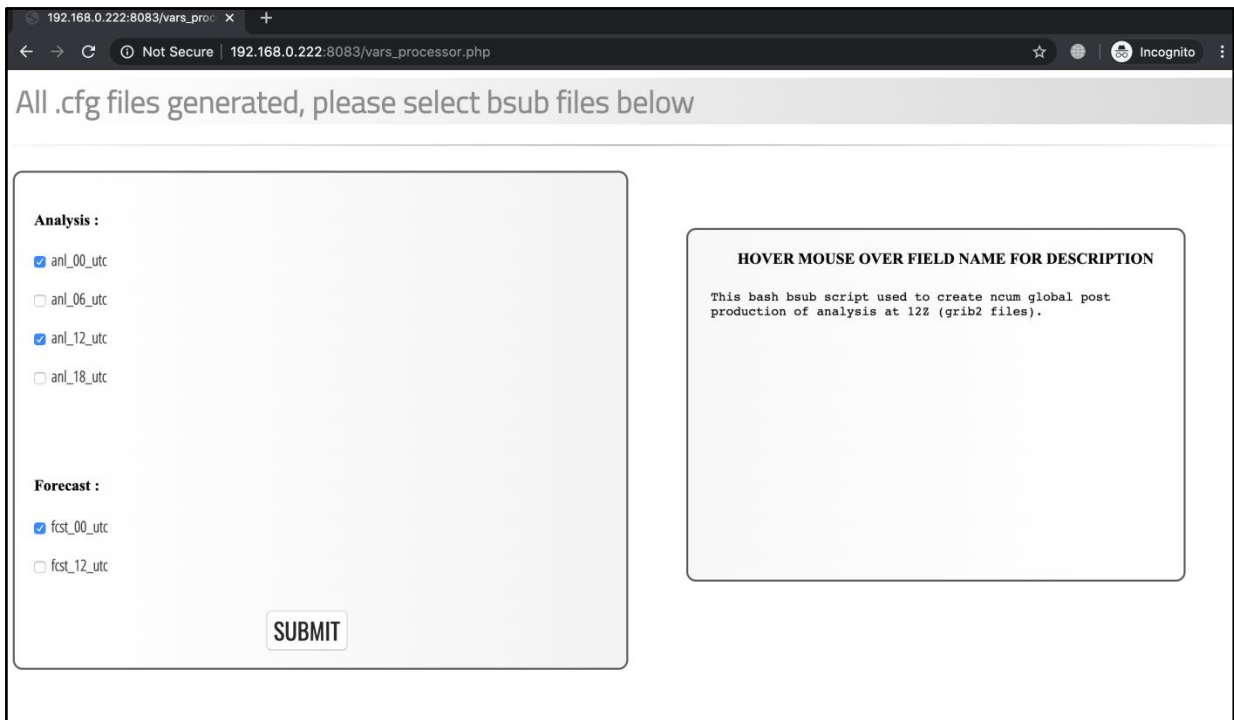 192.168.0.222:8083/vars_proc
Not Secure | 192.168.0.222:8083/vars_processor.php
Incognito
All .cfg files generated, please select bsub files below
Analysis :
anl_00_utc
anl_06_utc
anl_12_utc
anl_18_utc
Forecast :
fcst_00_utc
fcst_12_utc
SUBMIT
HOVER MOUSE OVER FIELD NAME FOR DESCRIPTION
This bash bsub script used to create ncum global post
production of analysis at 12Z (grib2 files).